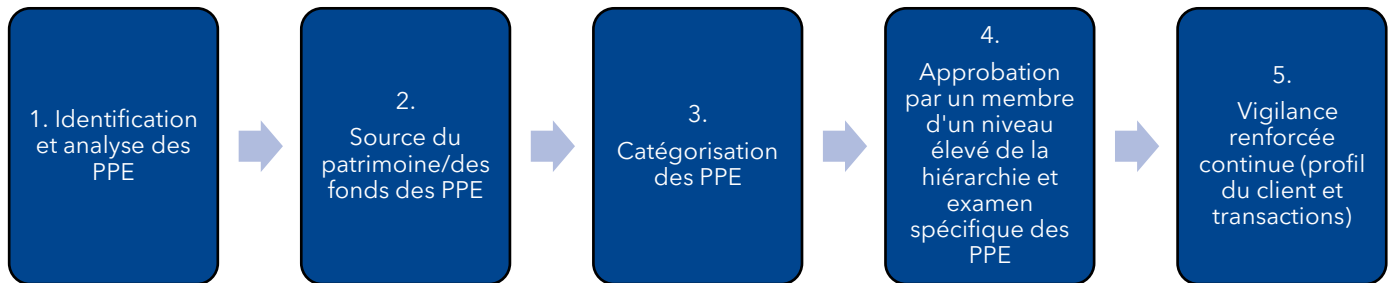 1. Identification
et analyse des
PPE
2.
Source du
patrimoine/des
fonds des PPE
3.
Catégorisation
des PPE
4.
Approbation
par un membre
d'un niveau
élevé de la
hiérarchie et
examen
spécifique des
PPE
5.
Vigilance
renforcée
continue (profil
du client et
transactions)